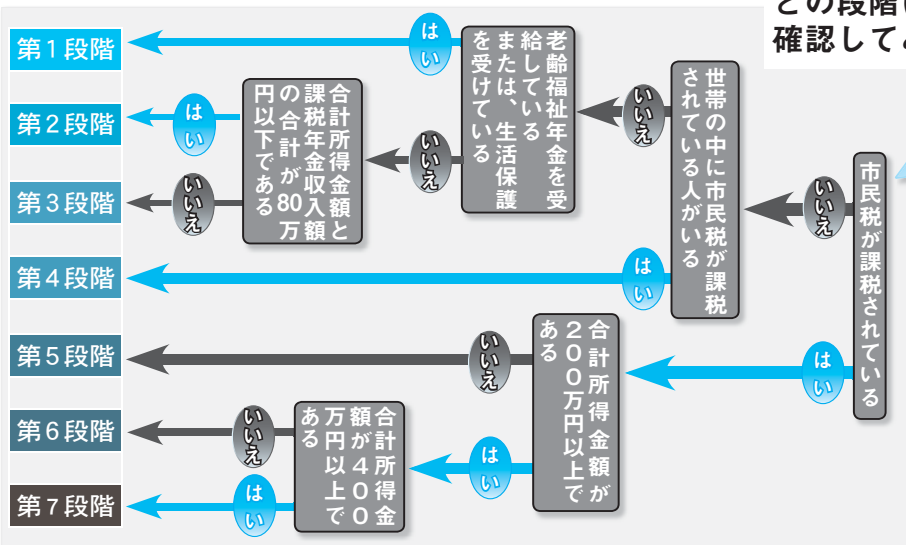 どの段階
確認して
市民税が課税されている
いいえ
はい
世帯の中に市民税が課税
されている人がいる
いいえ
はい
老齢福祉年金を受
給している
または、生活保護
を受けている
はい
いいえ
合計所得金額と
課税年金収入額
の合計が80万
円以下である
はい
いいえ
合計所得金額が
200万円以上で
ある
いいえ
はい
合計所得金
額が400
万円以上で
ある
いいえ
はい
第1段階
第2段階
第3段階
第4段階
第5段階
第6段階
第7段階